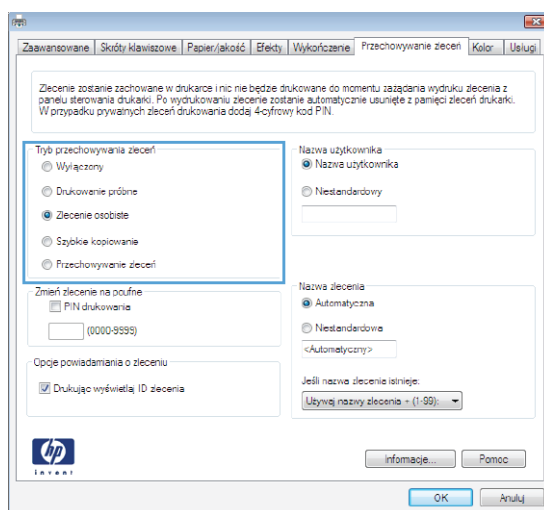 Zaawansowane Skróty klawiszowe Papier/jakość Efekty Wykończenie Przechowywanie zleceń Kolor Usługi
Zlecenie zostanie zachowane w drukarce i nic nie będzie drukowane do momentu zażądania wydruku zlecenia z
panelu sterowania drukarki. Po wydrukowaniu zlecenie zostanie automatycznie usunięte z pamięci zleceń drukarki.
W przypadku prywatnych zleceń drukowania dodaj 4-cyfrowy kod PIN.
Tryb przechowywania zleceń
Wyłączony
Drukowanie próbne
Zlecenie osobiste
Szybkie kopiowanie
Przechowywanie zleceń
Nazwa użytkownika
Nazwa użytkownika
Niestandardowy
Zmień zlecenie na poufne
PIN drukowania
(0000-9999)
Opcje powiadamiania o zleceniu
Drukując wyświetlaj ID zlecenia
Nazwa zlecenia
Automatyczna
Niestandardowa
<Automatyczny>
Jeśli nazwa zlecenia istnieje:
Używaj nazwy zlecenia + (1-99):
hp
invent
Informacje... Pomoc
OK Anuluj